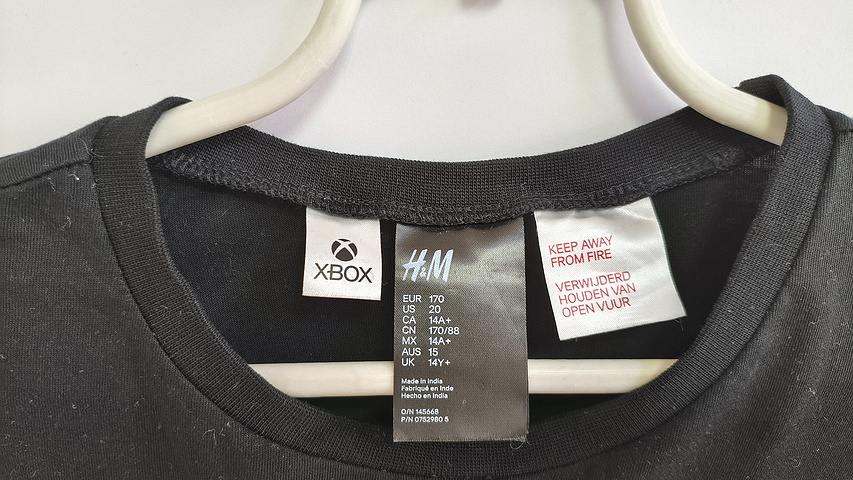 XBOX
H&M
EUR 170
US 20
CA 14A+
CN 170/88
MX 14A+
AUS 15
UK 14Y+
Made in India
Fabriqué en Inde
Hecho en India
O/N 145668
P/N 0752980 5
KEEP AWAY
FROM FIRE
VERWIJDERD
HOUDEN VAN
OPEN VUUR